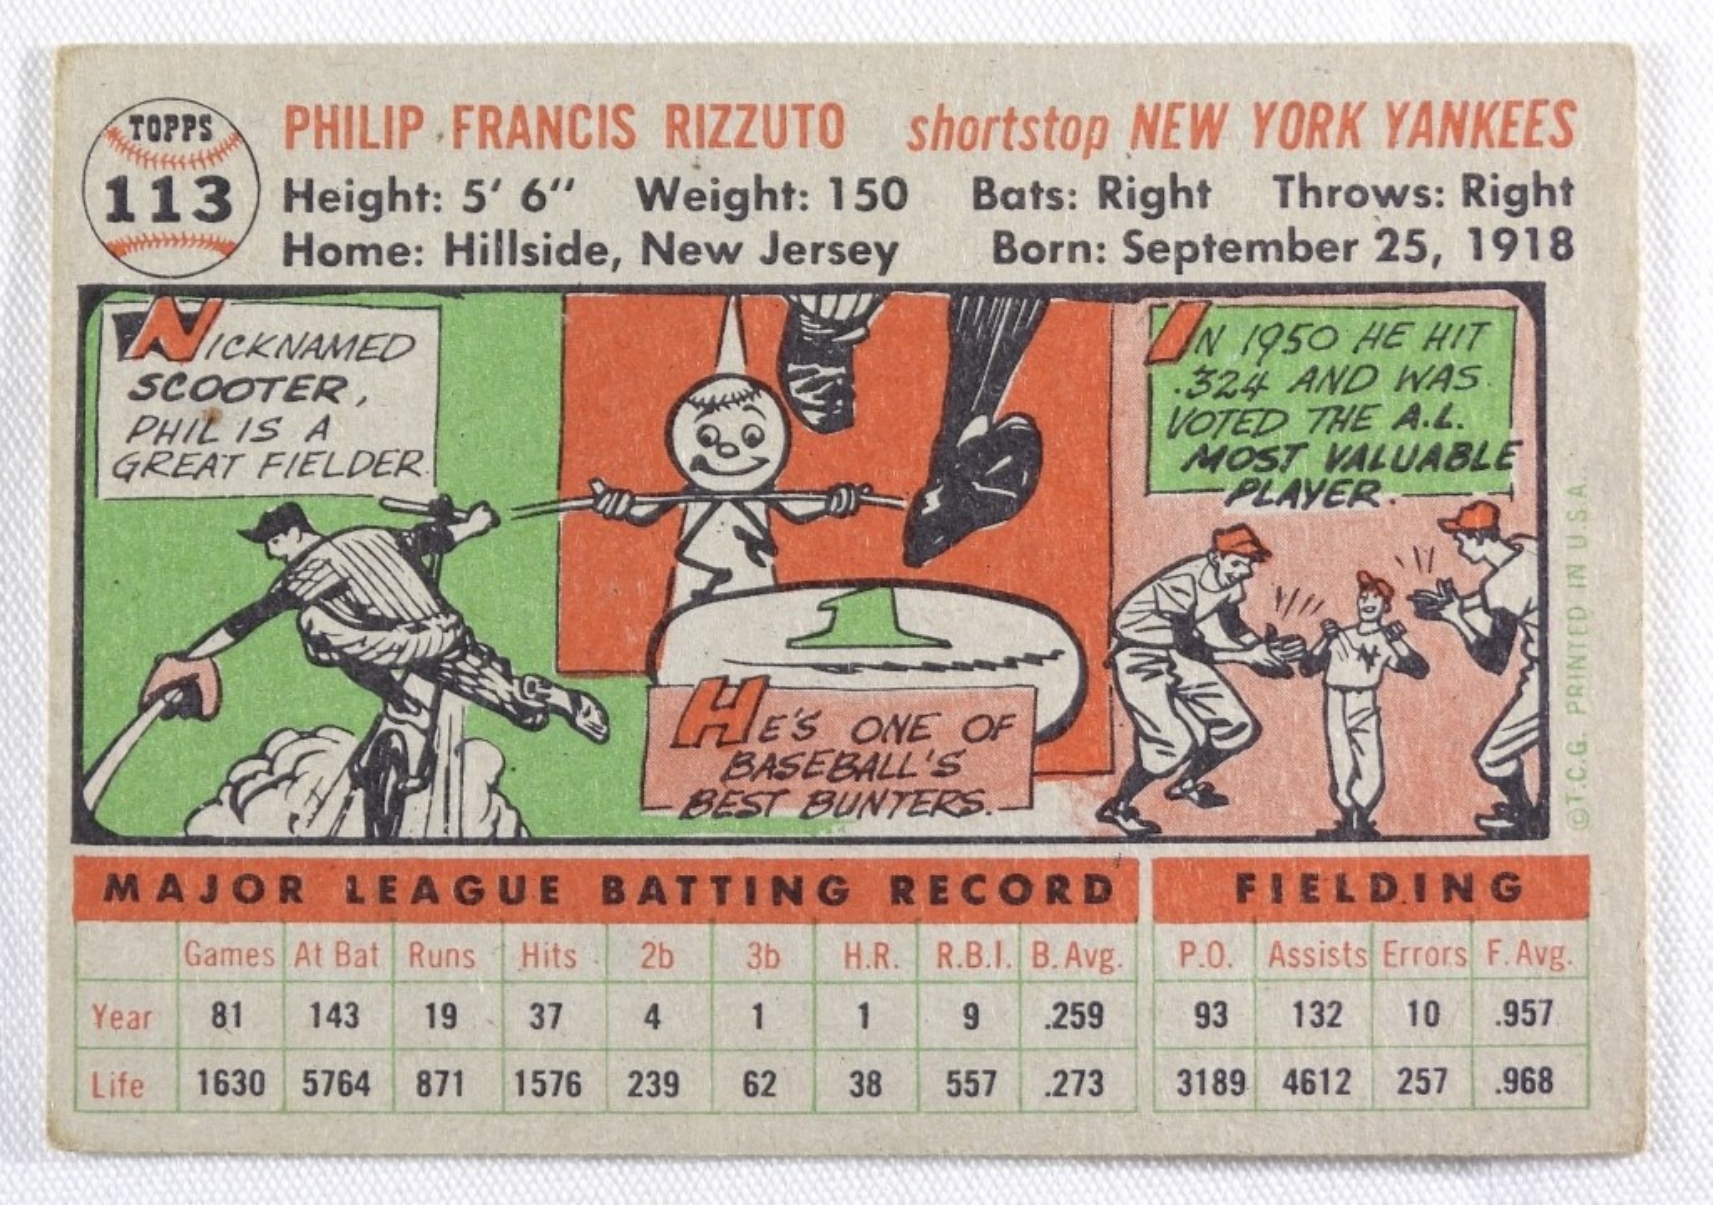 TOPPS
113
PHILIP FRANCIS RIZZUTO shortstop NEW YORK YANKEES
Height: 5' 6" Weight: 150 Bats: Right Throws: Right
Home: Hillside, New Jersey Born: September 25, 1918
NICKNAMED
SCOOTER,
PHIL IS A
GREAT FIELDER
1
HE'S ONE OF
BASEBALL'S
BEST BUNTERS.
IN 1950 HE HIT
.324 AND WAS
VOTED THE A.L.
MOST VALUABLE
PLAYER.
NY
©T.C.G. PRINTED IN U.S.A.
MAJOR LEAGUE BATTING RECORD FIELDING
Games At Bat Runs Hits 2b 3b H.R. R.B.I. B. Avg. P.O. Assists Errors F. Avg.
Year 81 143 19 37 4 1 1 9 .259 93 132 10 .957
Life 1630 5764 871 1576 239 62 38 557 .273 3189 4612 257 .968